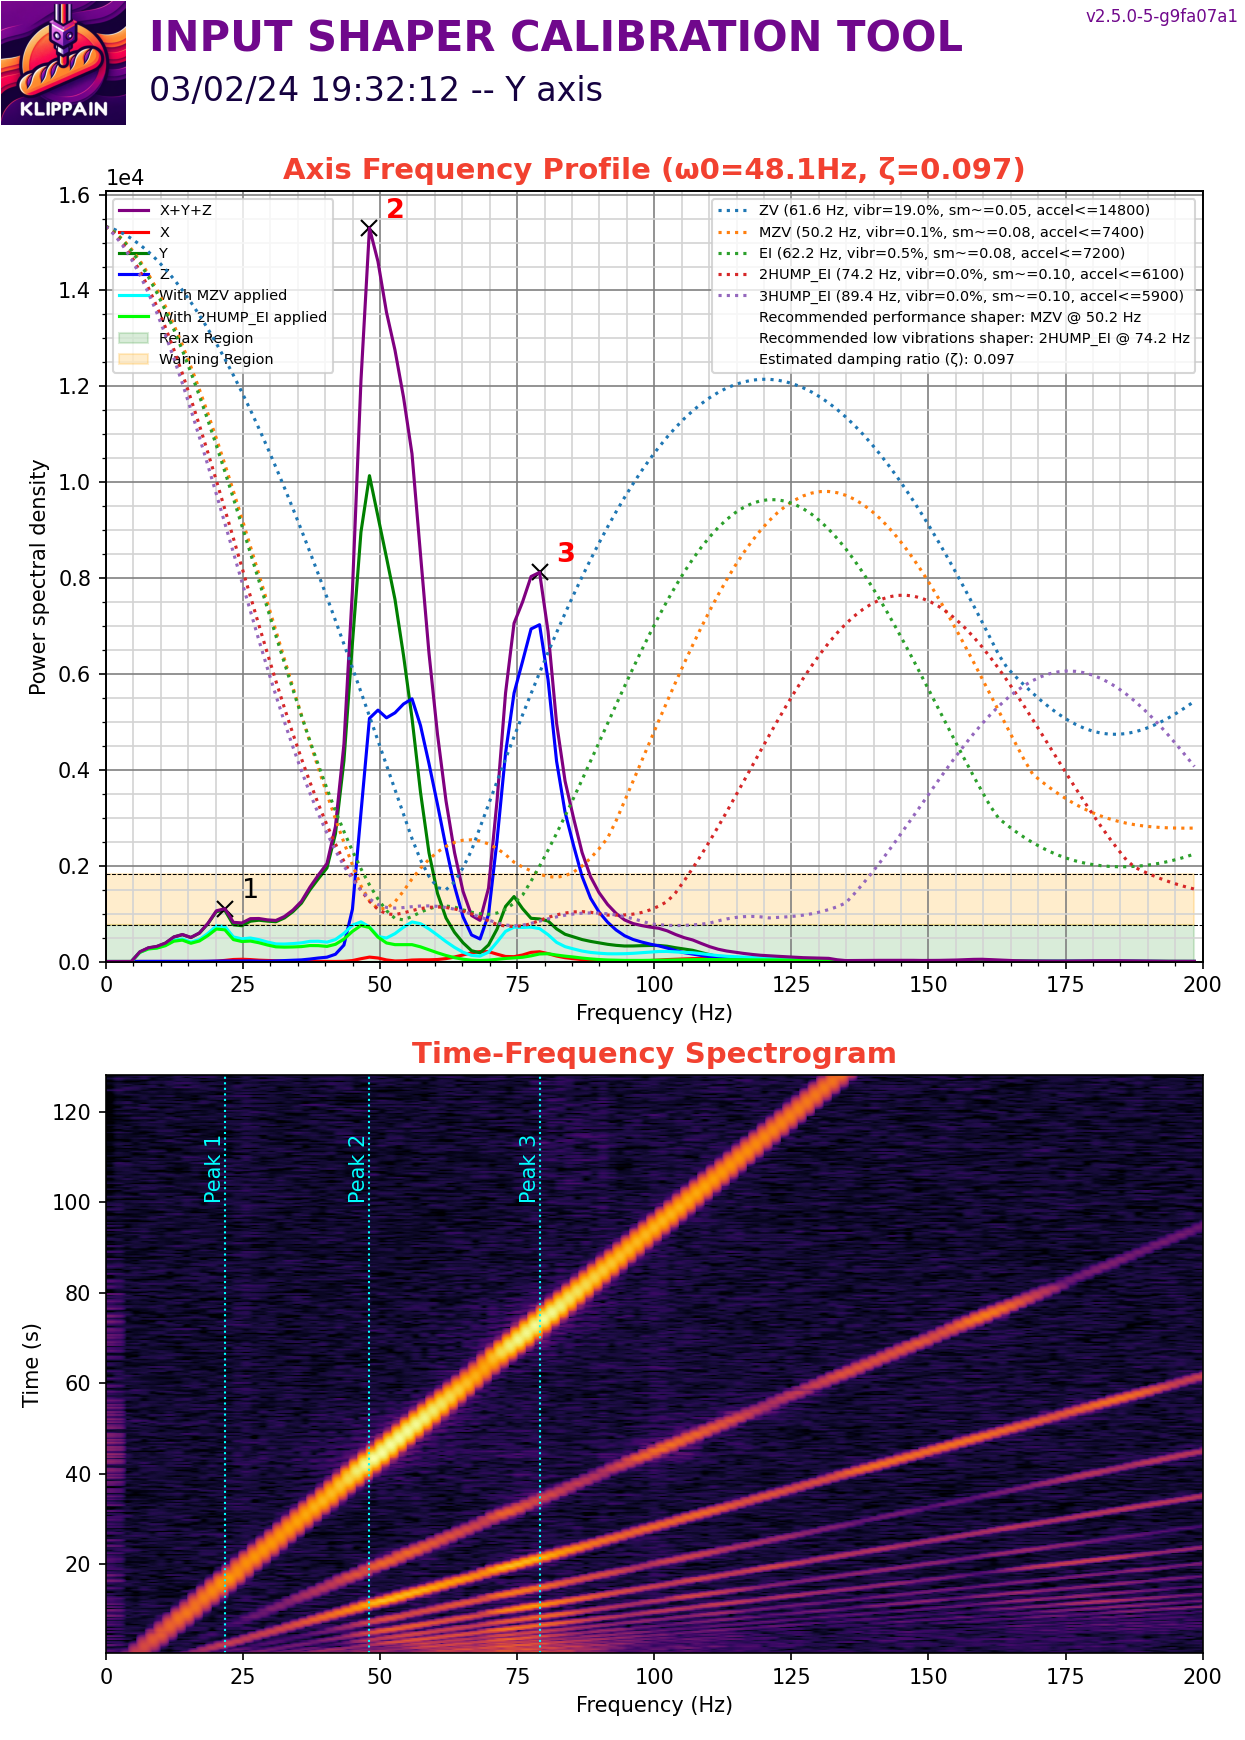 KLIPPAIN
INPUT SHAPER CALIBRATION TOOL
v2.5.0-5-g9fa07a1
03/02/24 19:32:12 -- Y axis
Axis Frequency Profile (ω0=48.1Hz, ζ=0.097)
1e4
Power spectral density
1.6
1.4
1.2
1.0
0.8
0.6
0.4
0.2
0.0
X+Y+Z
X
Y
Z
With MZV applied
With 2HUMP_EI applied
Relax Region
Warning Region
ZV (61.6 Hz, vibr=19.0%, sm~=0.05, accel<=14800)
MZV (50.2 Hz, vibr=0.1%, sm~=0.08, accel<=7400)
EI (62.2 Hz, vibr=0.5%, sm~=0.08, accel<=7200)
2HUMP_EI (74.2 Hz, vibr=0.0%, sm~=0.10, accel<=6100)
3HUMP_EI (89.4 Hz, vibr=0.0%, sm~=0.10, accel<=5900)
Recommended performance shaper: MZV @ 50.2 Hz
Recommended low vibrations shaper: 2HUMP_EI @ 74.2 Hz
Estimated damping ratio (ζ): 0.097
1
2
3
0 25 50 75 100 125 150 175 200
Frequency (Hz)
Time-Frequency Spectrogram
Time (s)
120
100
80
60
40
20
Peak 1
Peak 2
Peak 3
0 25 50 75 100 125 150 175 200
Frequency (Hz)